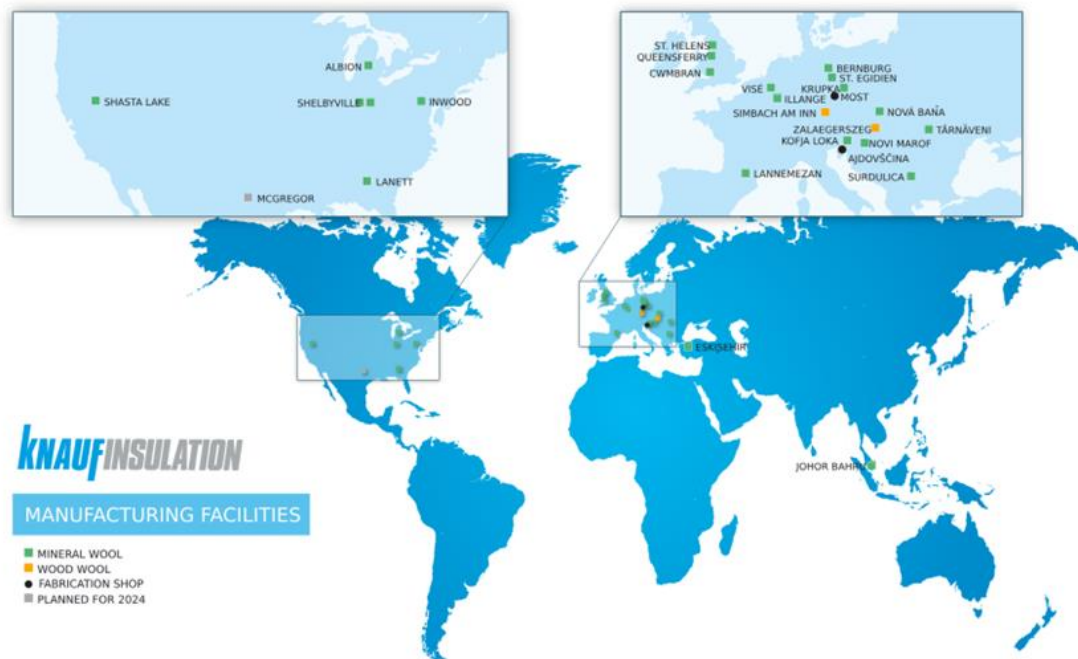 ALBION
SHASTA LAKE
SHELBYVILLE
INWOOD
LANETT
MCGREGOR
ST. HELENS
QUEENSFERRY
CWMBRAN
BERNBURG
ST. EGIDIEN
VISÉ
KRUPKA
MOST
ILLANGE
SIMBACH AM INN
NOVÁ BAŇA
ZALAEGERSZEG
TÂRNĂVENI
KOFJA LOKA
NOVI MAROF
AJDOVŠČINA
LANNEMEZAN
SURDULICA
ESKIŞEHIR
JOHOR BAHRU
KNAUFINSULATION
MANUFACTURING FACILITIES
MINERAL WOOL
WOOD WOOL
FABRICATION SHOP
PLANNED FOR 2024